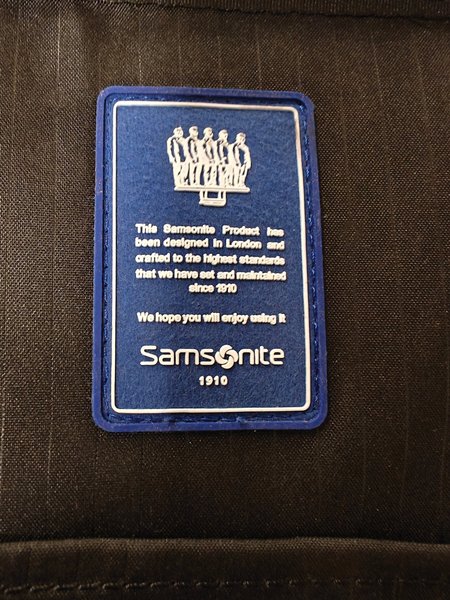 This Samsonite Product has
been designed in London and
crafted to the highest standards
that we have set and maintained
since 1910
We hope you will enjoy using it
Samsonite
1910